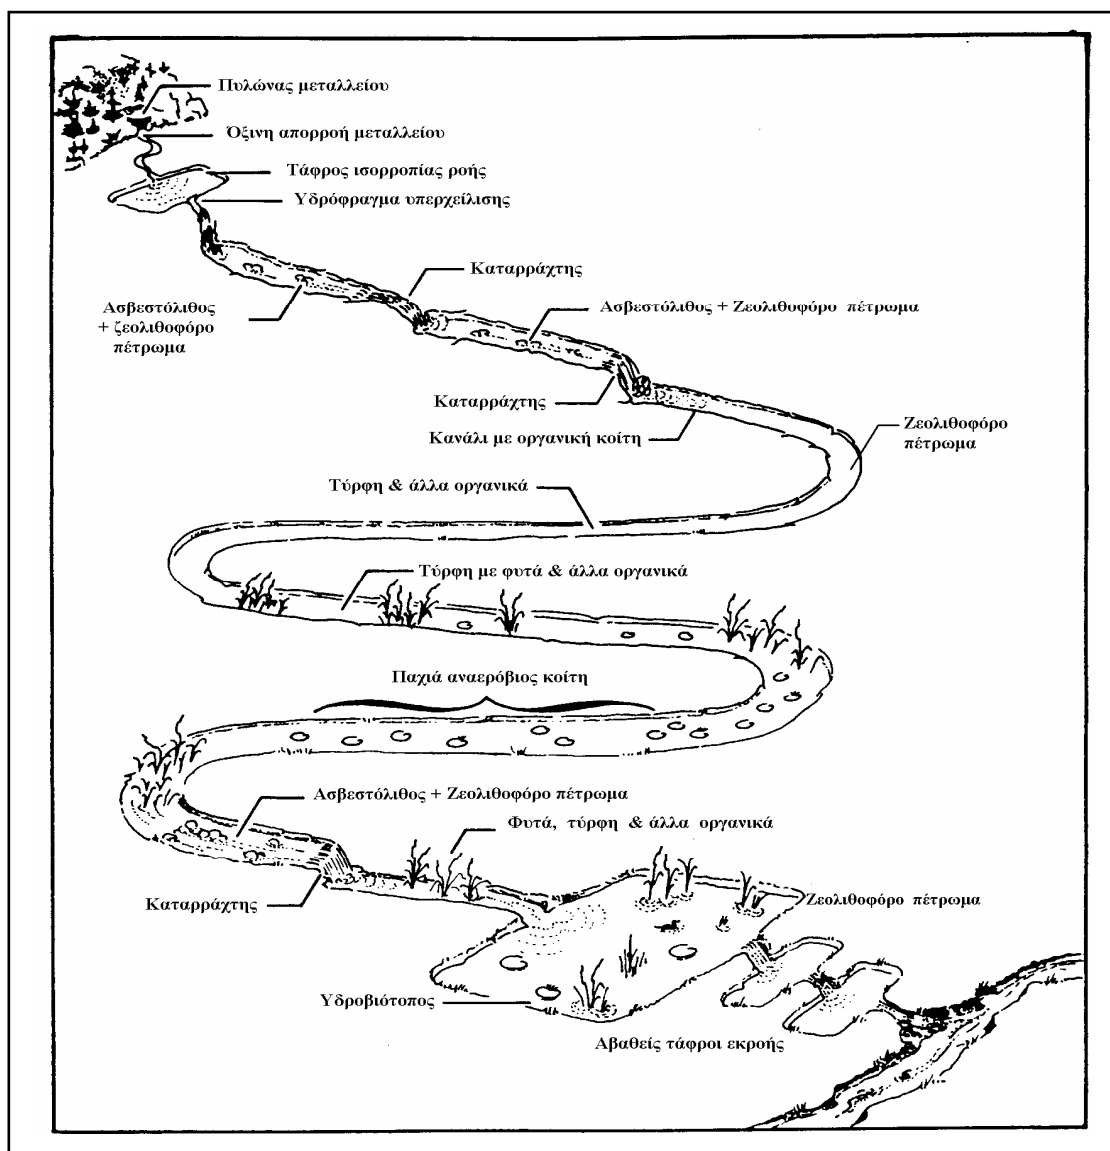 Πυλώνας μεταλλείου
Όξινη απορροή μεταλλείου
Τάφρος ισορροπίας ροής
Υδρόφραγμα υπερχείλισης
Καταρράχτης
Ασβεστόλιθος
+ ζεολιθοφόρο
πέτρωμα
Ασβεστόλιθος + Ζεολιθοφόρο πέτρωμα
Καταρράχτης
Κανάλι με οργανική κοίτη
Ζεολιθοφόρο
πέτρωμα
Τύρφη & άλλα οργανικά
Τύρφη με φυτά & άλλα οργανικά
Παχιά αναερόβιος κοίτη
Ασβεστόλιθος + Ζεολιθοφόρο πέτρωμα
Φυτά, τύρφη & άλλα οργανικά
Καταρράχτης
Ζεολιθοφόρο πέτρωμα
Υδροβιότοπος
Αβαθείς τάφροι εκροής